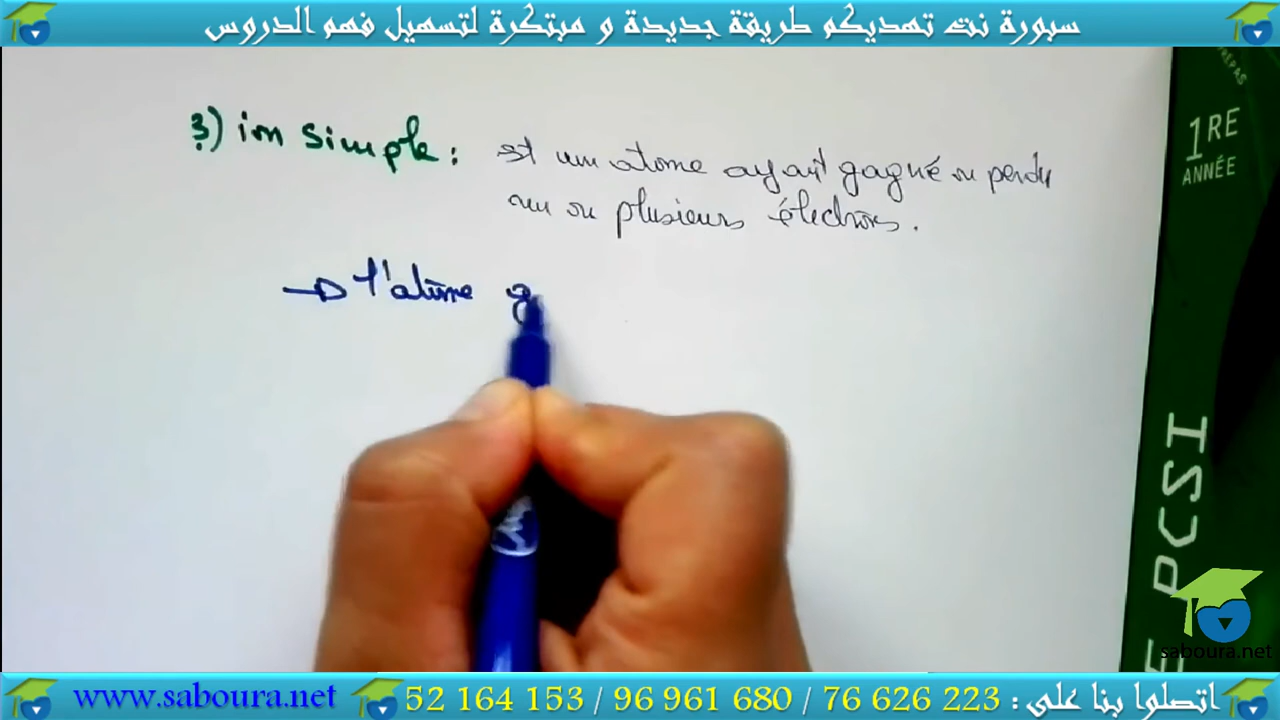 سبورة نت تهديكم طريقة جديدة و مبتكرة لتسهيل فهم الدروس
3) ion simple : est un atome ayant gagné ou perdu
un ou plusieurs électrons.
→ l'atome g
PREPAS
1RE
ANNÉE
PCSI
E
saboura.net
www.saboura.net
اتصلوا بنا على : 52 164 153 / 96 961 680 / 76 626 223